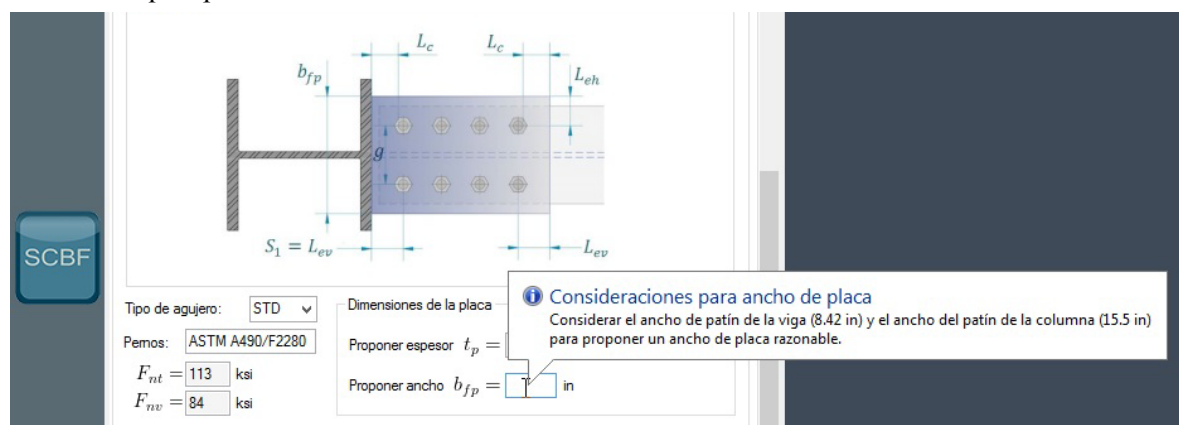 L_c
L_c
b_fp
L_eh
g
S_1 = L_ev
L_ev
SCBF
Tipo de agujero: STD
Dimensiones de la placa
Consideraciones para ancho de placa
Considerar el ancho de patín de la viga (8.42 in) y el ancho del patín de la columna (15.5 in)
para proponer un ancho de placa razonable.
Pernos: ASTM A490/F2280
Proponer espesor t_p =
F_nt = 113 ksi
Proponer ancho b_fp = in
F_nv = 84 ksi